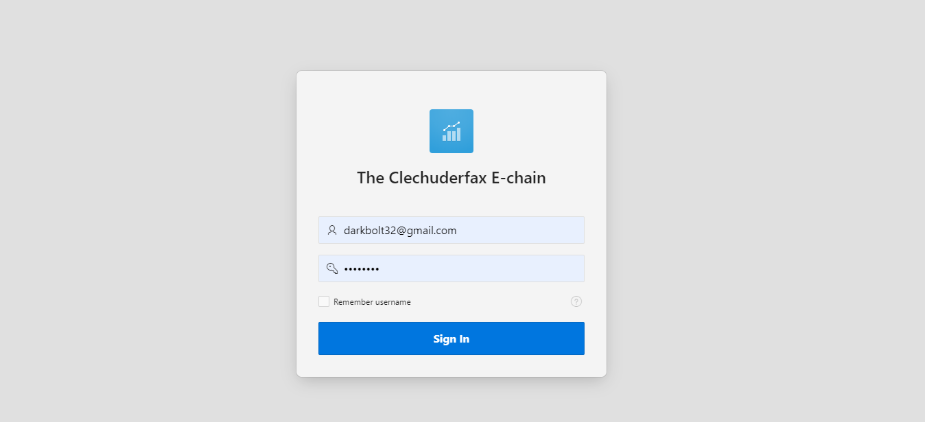 The Clechuderfax E-chain
darkbolt32@gmail.com
••••••••
Remember username
?
Sign In